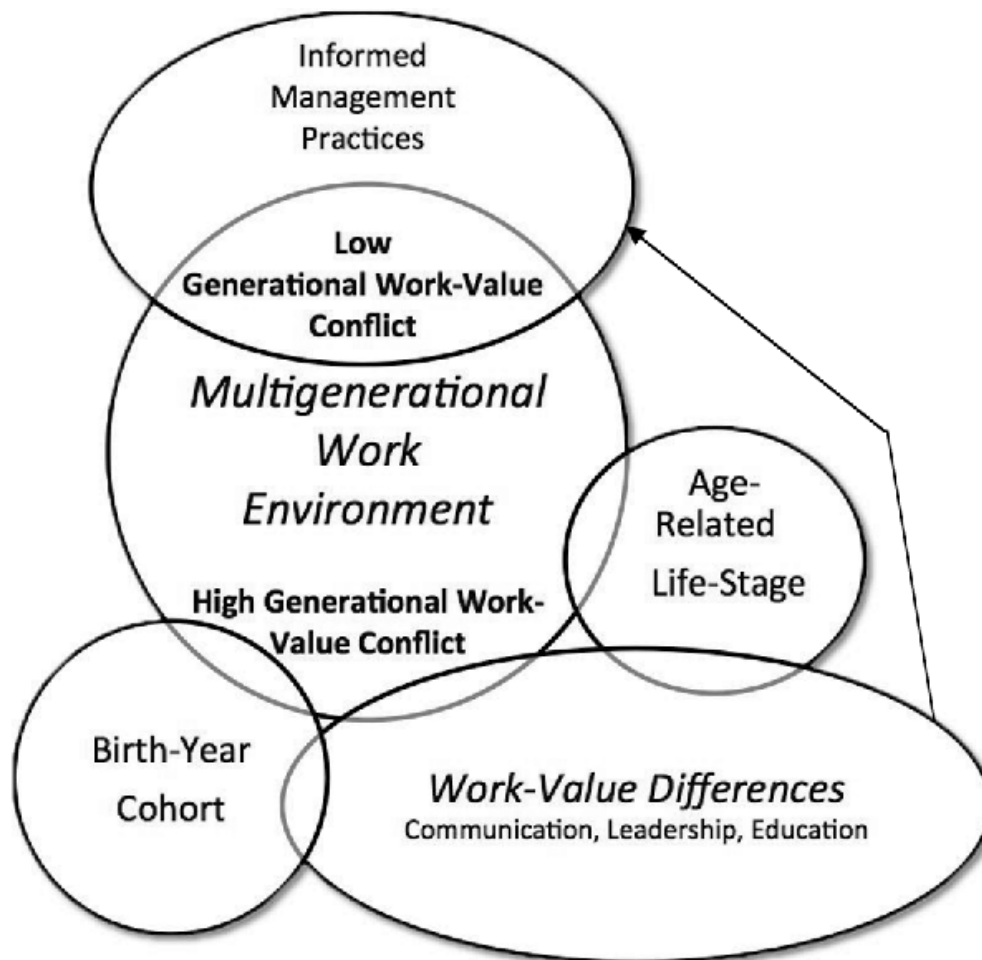 Informed
Management
Practices
Low
Generational Work-Value
Conflict
Multigenerational
Work
Environment
Age-
Related
Life-Stage
High Generational Work-
Value Conflict
Birth-Year
Cohort
Work-Value Differences
Communication, Leadership, Education